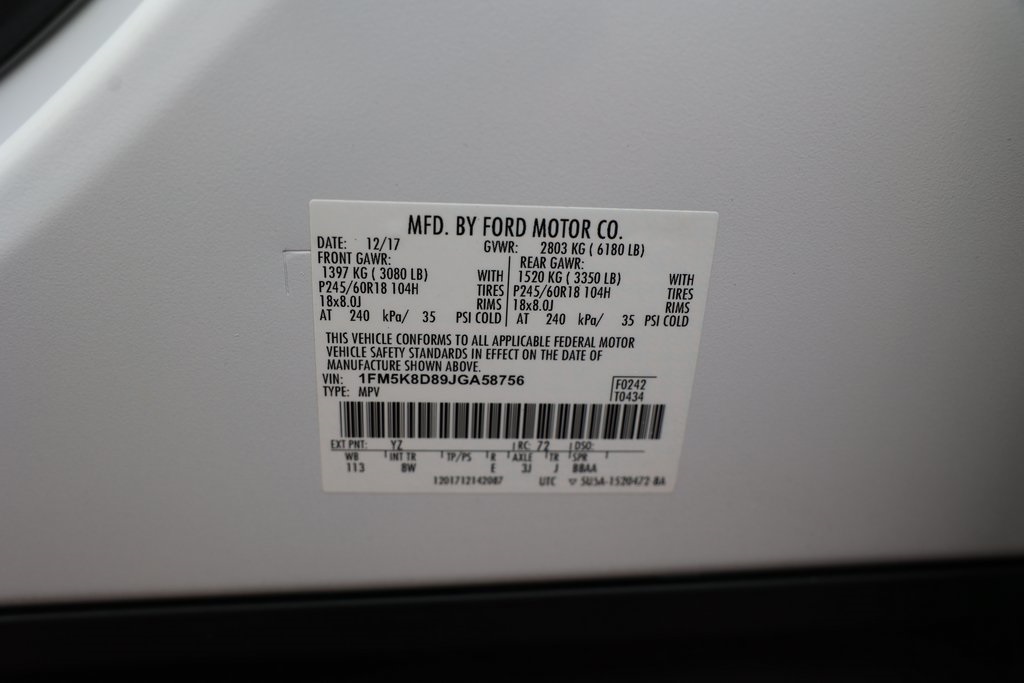 MFD. BY FORD MOTOR CO.
DATE: 12/17 GVWR: 2803 KG ( 6180 LB)
FRONT GAWR: REAR GAWR:
1397 KG ( 3080 LB) WITH 1520 KG ( 3350 LB) WITH
P245/60R18 104H TIRES P245/60R18 104H TIRES
18x8.0J RIMS 18x8.0J RIMS
AT 240 kPa/ 35 PSI COLD AT 240 kPa/ 35 PSI COLD
THIS VEHICLE CONFORMS TO ALL APPLICABLE FEDERAL MOTOR
VEHICLE SAFETY STANDARDS IN EFFECT ON THE DATE OF
MANUFACTURE SHOWN ABOVE.
VIN: 1FM5K8D89JGA58756 F0242
TYPE: MPV T0434
EXT PNT: YZ RC: 72 DSO:
WB INT TR TP/PS R AXLE TR SPR
113 8W E 3J J BBAA
1201712142087 UTC 5U5A-1520472-BA